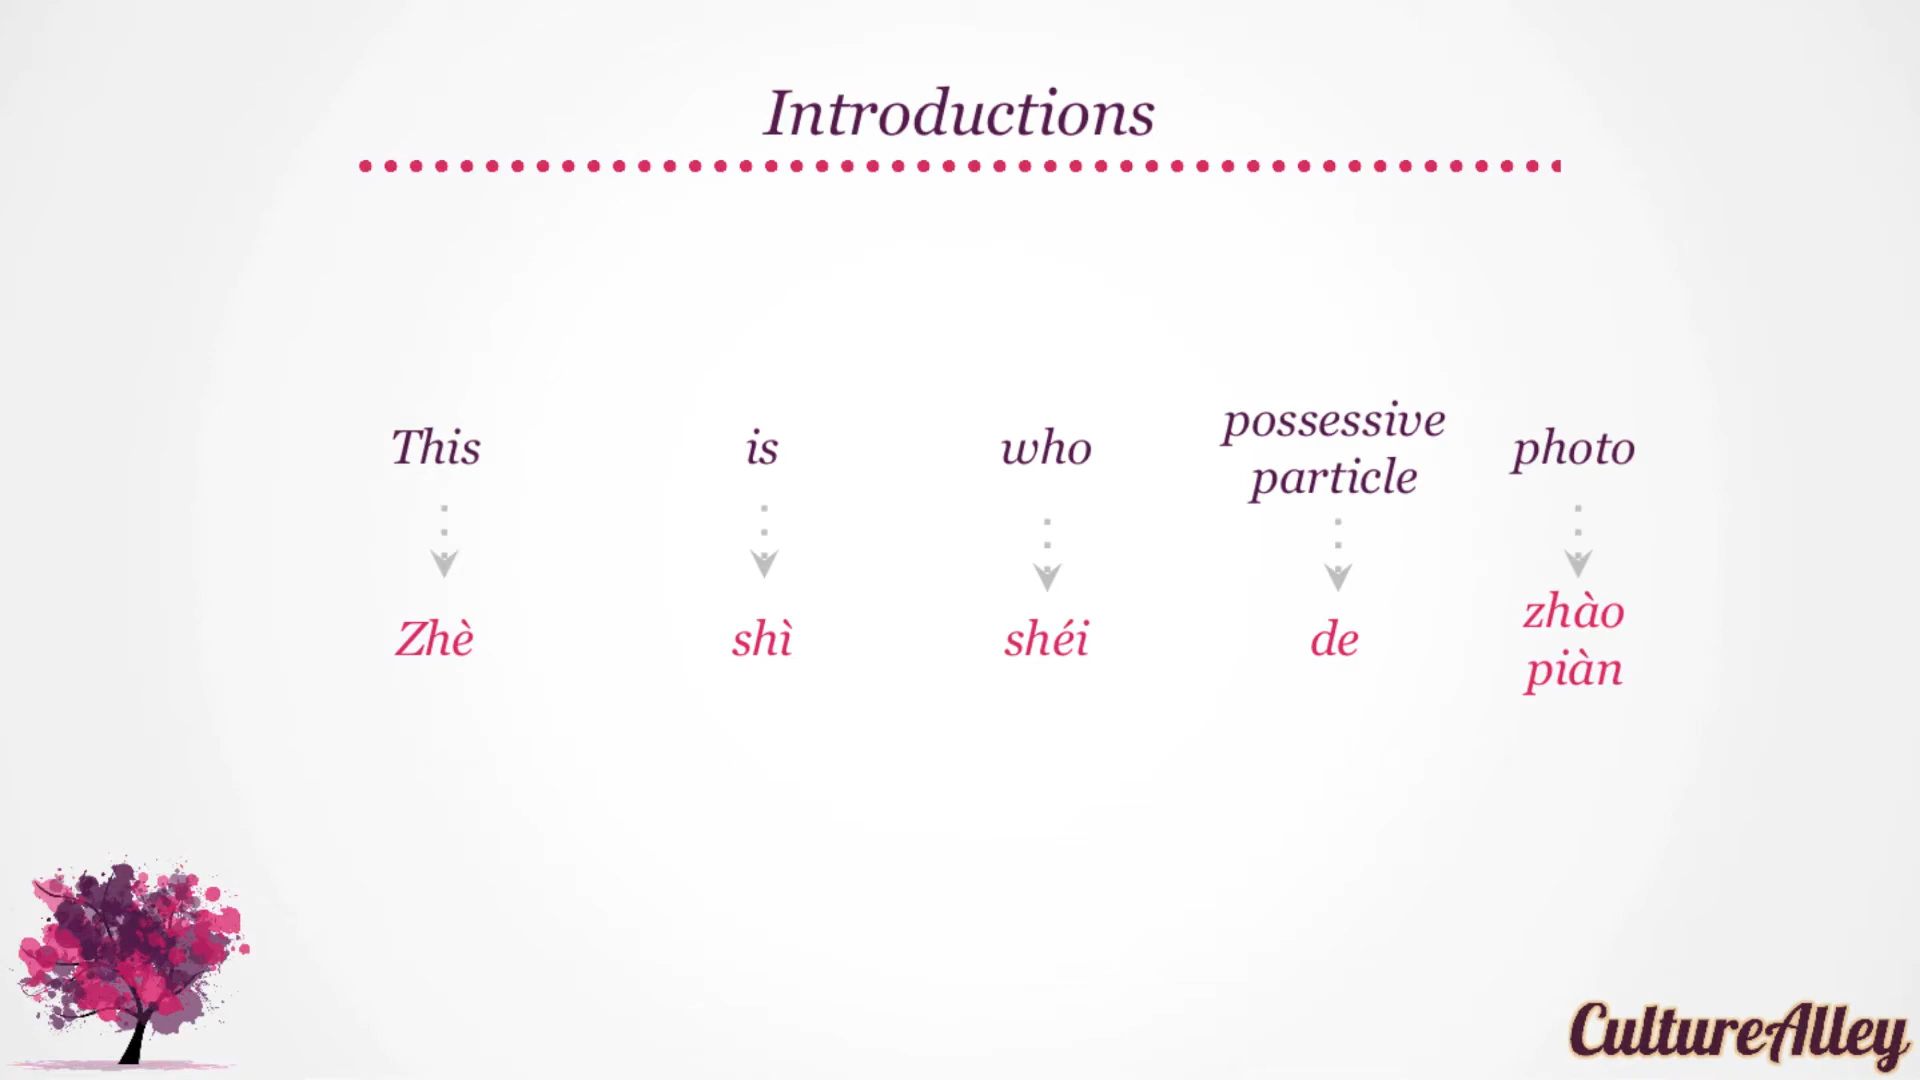 Introductions
This is who possessive particle photo
Zhè shì shéi de zhào piàn
CultureAlley